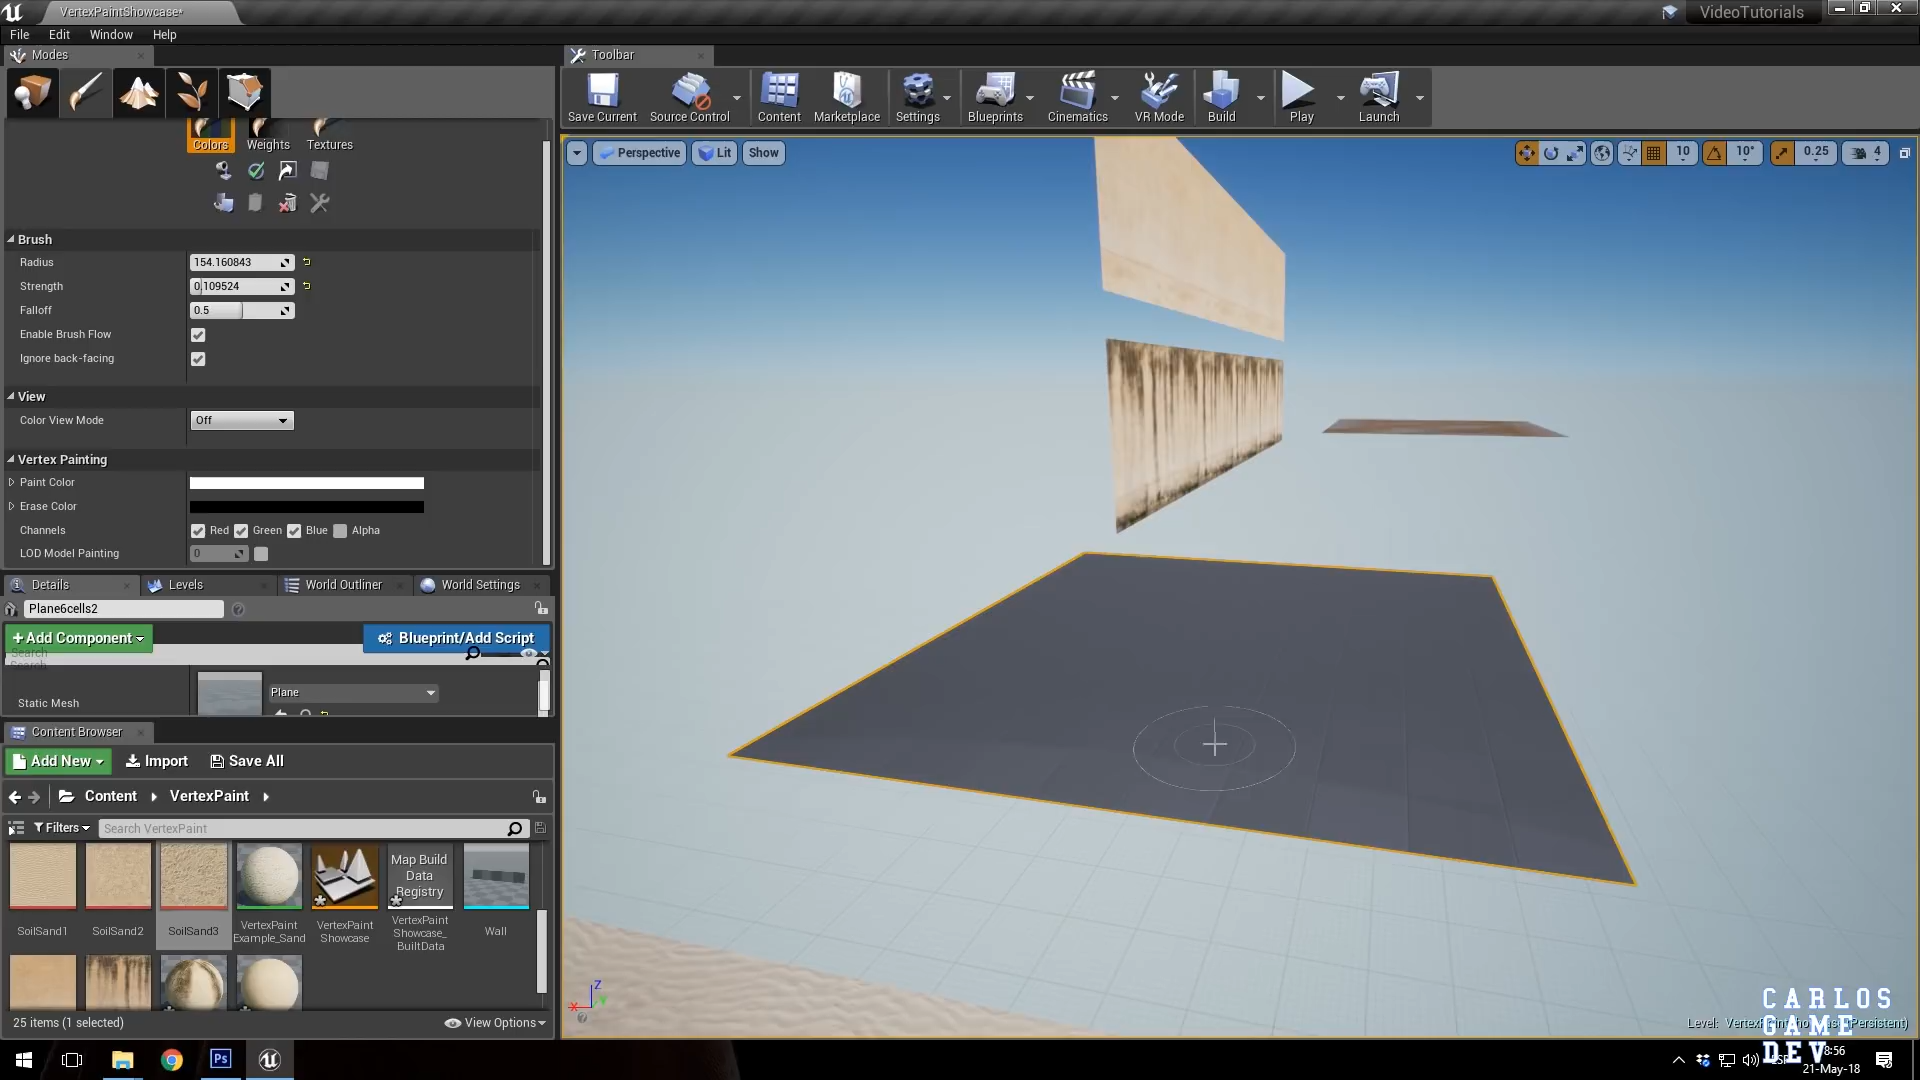 VertexPaintShowcase*
VideoTutorials
File Edit Window Help
Modes
Toolbar
Save Current Source Control Content Marketplace Settings Blueprints Cinematics VR Mode Build Play Launch
Colors Weights Textures
Perspective Lit Show
10 10° 0.25 4
Brush
Radius 154.160843
Strength 0.109524
Falloff 0.5
Enable Brush Flow
Ignore back-facing
View
Color View Mode Off
Vertex Painting
Paint Color
Erase Color
Channels Red Green Blue Alpha
LOD Model Painting 0
Details Levels World Outliner World Settings
Plane6cells2
+Add Component Blueprint/Add Script
Search
Search
Static Mesh Plane
Content Browser
Add New Import Save All
Content VertexPaint
Filters Search VertexPaint
Map Build
Data
Registry
SoilSand1 SoilSand2 SoilSand3
VertexPaint
Example_Sand
VertexPaint
Showcase
VertexPaint
Showcase_
BuiltData
Wall
25 items (1 selected) View Options
Z
X
Y
CARLOS
GAME
DEV
Level: (Persistent)
Ps
8:56
21-May-18